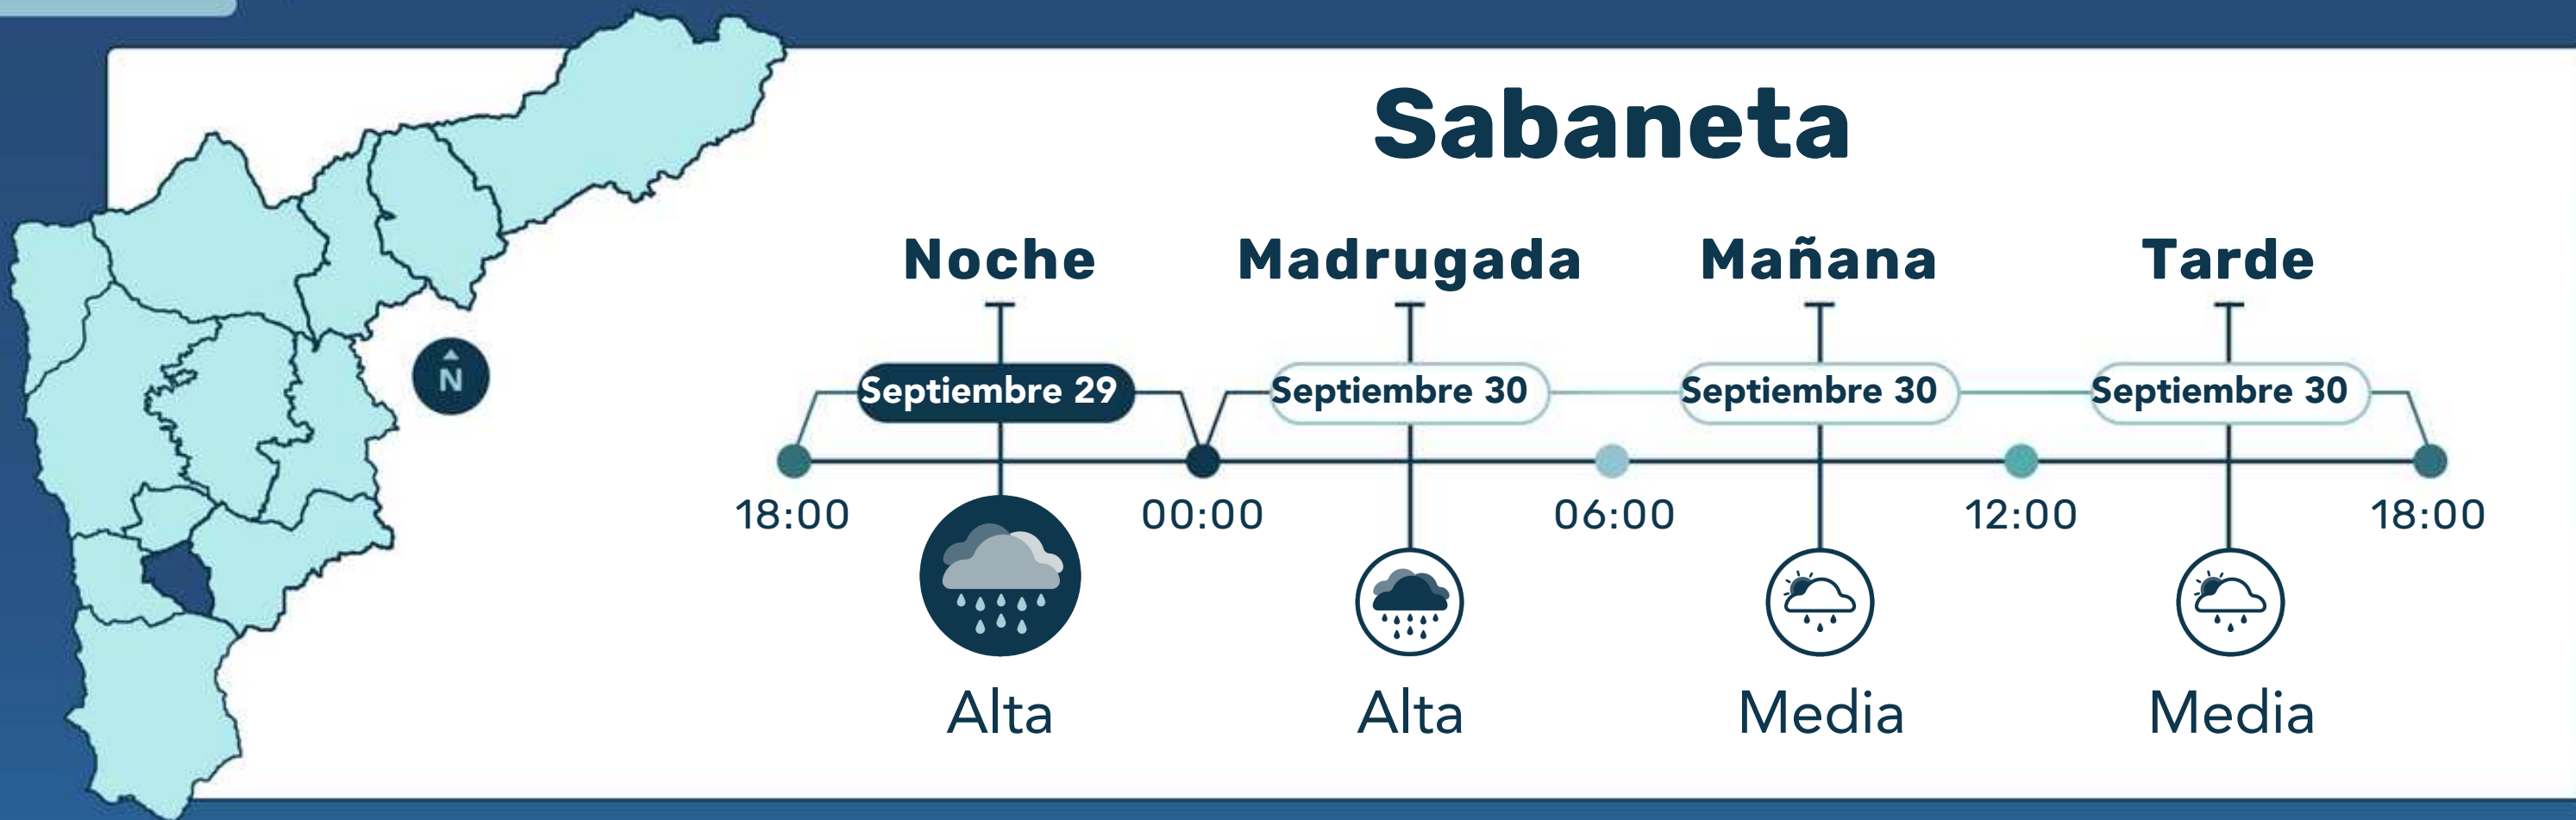 Sabaneta
Noche Madrugada Mañana Tarde
N
Septiembre 29 Septiembre 30 Septiembre 30 Septiembre 30
18:00 00:00 06:00 12:00 18:00
Alta Alta Media Media